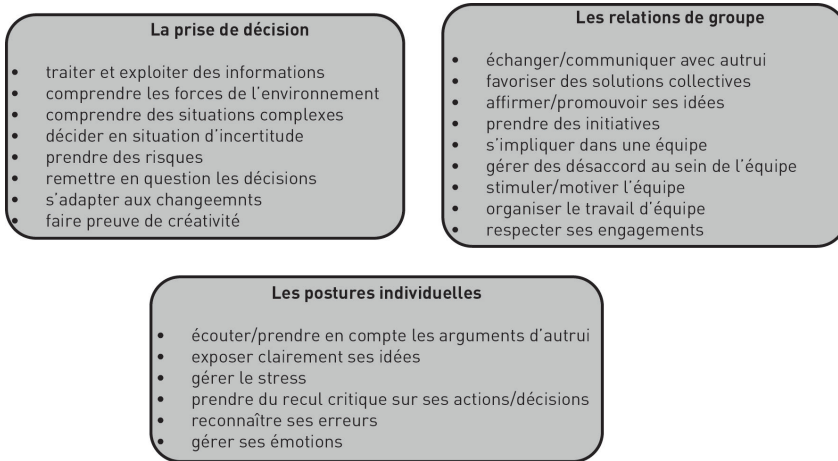 La prise de décision
• traiter et exploiter des informations
• comprendre les forces de l'environnement
• comprendre des situations complexes
• décider en situation d'incertitude
• prendre des risques
• remettre en question les décisions
• s'adapter aux changeemnts
• faire preuve de créativité
Les relations de groupe
• échanger/communiquer avec autrui
• favoriser des solutions collectives
• affirmer/promouvoir ses idées
• prendre des initiatives
• s'impliquer dans une équipe
• gérer des désaccord au sein de l'équipe
• stimuler/motiver l'équipe
• organiser le travail d'équipe
• respecter ses engagements
Les postures individuelles
• écouter/prendre en compte les arguments d'autrui
• exposer clairement ses idées
• gérer le stress
• prendre du recul critique sur ses actions/décisions
• reconnaître ses erreurs
• gérer ses émotions